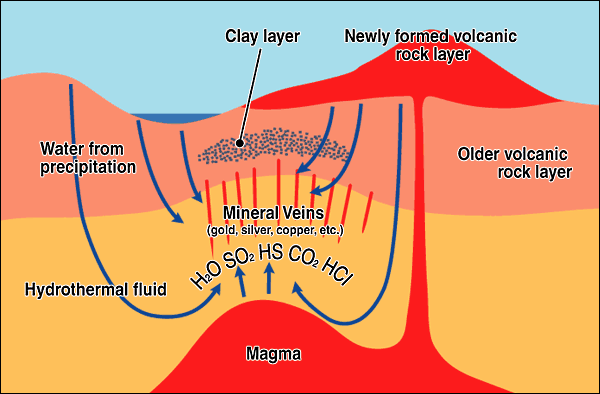 Clay layer
Newly formed volcanic
rock layer
Water from
precipitation
Older volcanic
rock layer
Mineral Veins
(gold, silver, copper, etc.)
H₂O SO₂ HS CO₂ HCl
Hydrothermal fluid
Magma